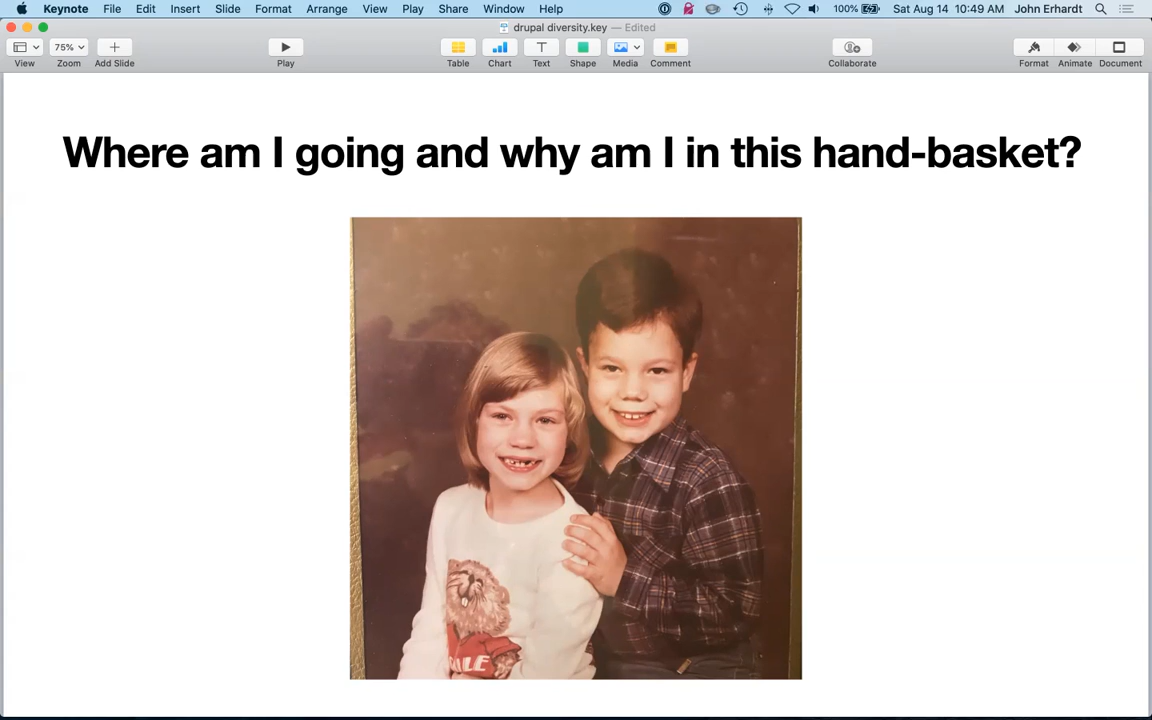 Keynote File Edit Insert Slide Format Arrange View Play Share Window Help 100% Sat Aug 14 10:49 AM John Erhardt
drupal diversity.key — Edited
75%
View Zoom Add Slide Play Table Chart Text Shape Media Comment Collaborate Format Animate Document
Where am I going and why am I in this hand-basket?